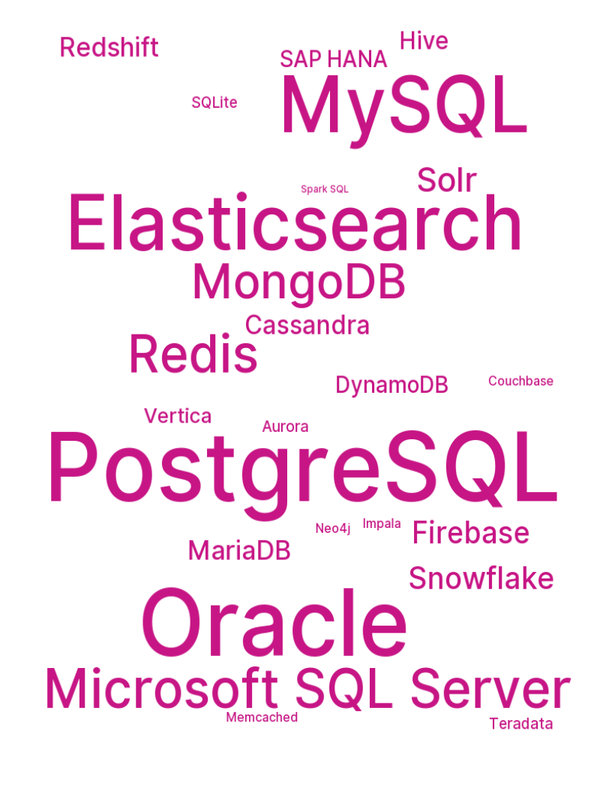 Hive
Redshift
SAP HANA
MySQL
SQLite
Solr
Spark SQL
Elasticsearch
MongoDB
Cassandra
Redis
DynamoDB
Couchbase
Vertica
Aurora
PostgreSQL
Neo4j
Impala
Firebase
MariaDB
Snowflake
Oracle
Microsoft SQL Server
Memcached
Teradata